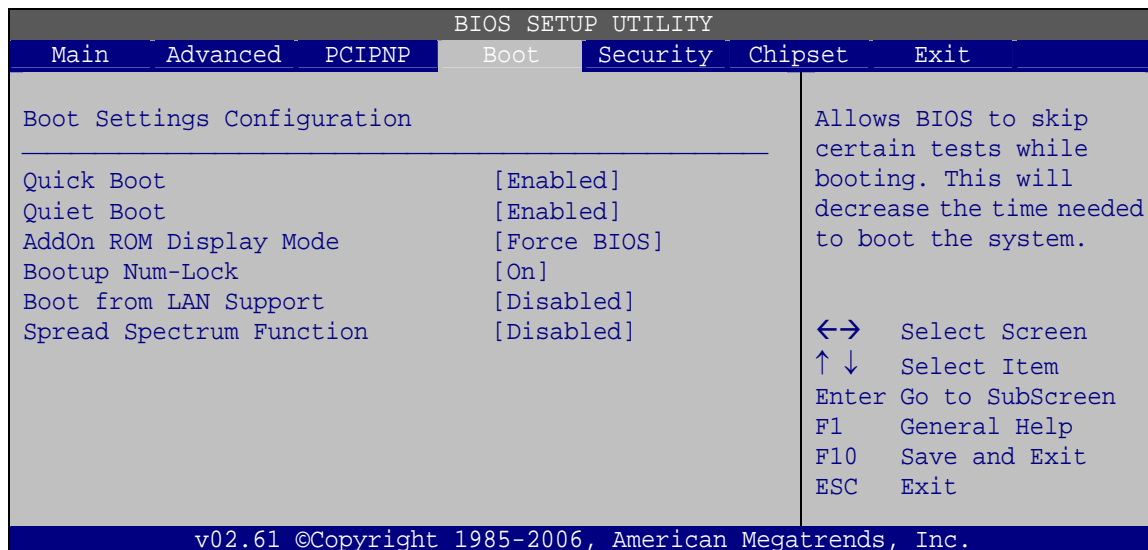 BIOS SETUP UTILITY
Main Advanced PCIPNP Boot Security Chipset Exit
Boot Settings Configuration
Quick Boot [Enabled]
Quiet Boot [Enabled]
AddOn ROM Display Mode [Force BIOS]
Bootup Num-Lock [On]
Boot from LAN Support [Disabled]
Spread Spectrum Function [Disabled]
Allows BIOS to skip
certain tests while
booting. This will
decrease the time needed
to boot the system.
←→ Select Screen
↑ ↓ Select Item
Enter Go to SubScreen
F1 General Help
F10 Save and Exit
ESC Exit
v02.61 ©Copyright 1985-2006, American Megatrends, Inc.